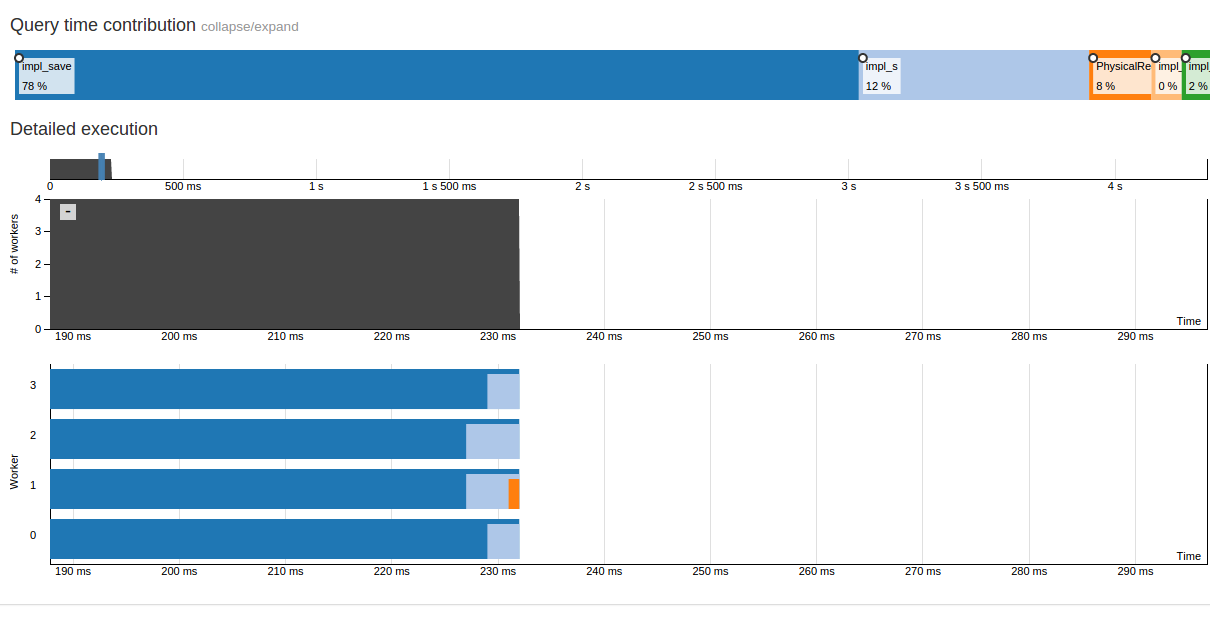 Query time contribution collapse/expand
impl_save
78 %
impl_s
12 %
PhysicalRe
8 %
impl_
0 %
impl_
2 %
Detailed execution
0 500 ms 1 s 1 s 500 ms 2 s 2 s 500 ms 3 s 3 s 500 ms 4 s
# of workers
4
3
2
1
0
-
Time
190 ms 200 ms 210 ms 220 ms 230 ms 240 ms 250 ms 260 ms 270 ms 280 ms 290 ms
Worker
3
2
1
0
Time
190 ms 200 ms 210 ms 220 ms 230 ms 240 ms 250 ms 260 ms 270 ms 280 ms 290 ms